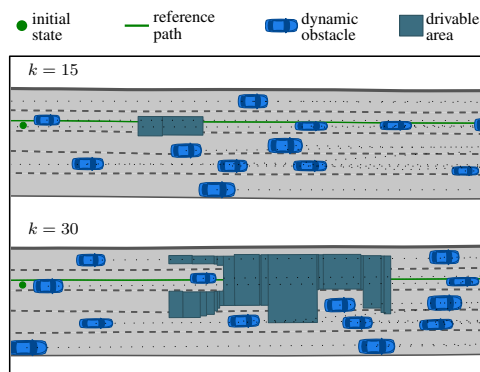 initial state
reference path
dynamic obstacle
drivable area
k = 15
k = 30